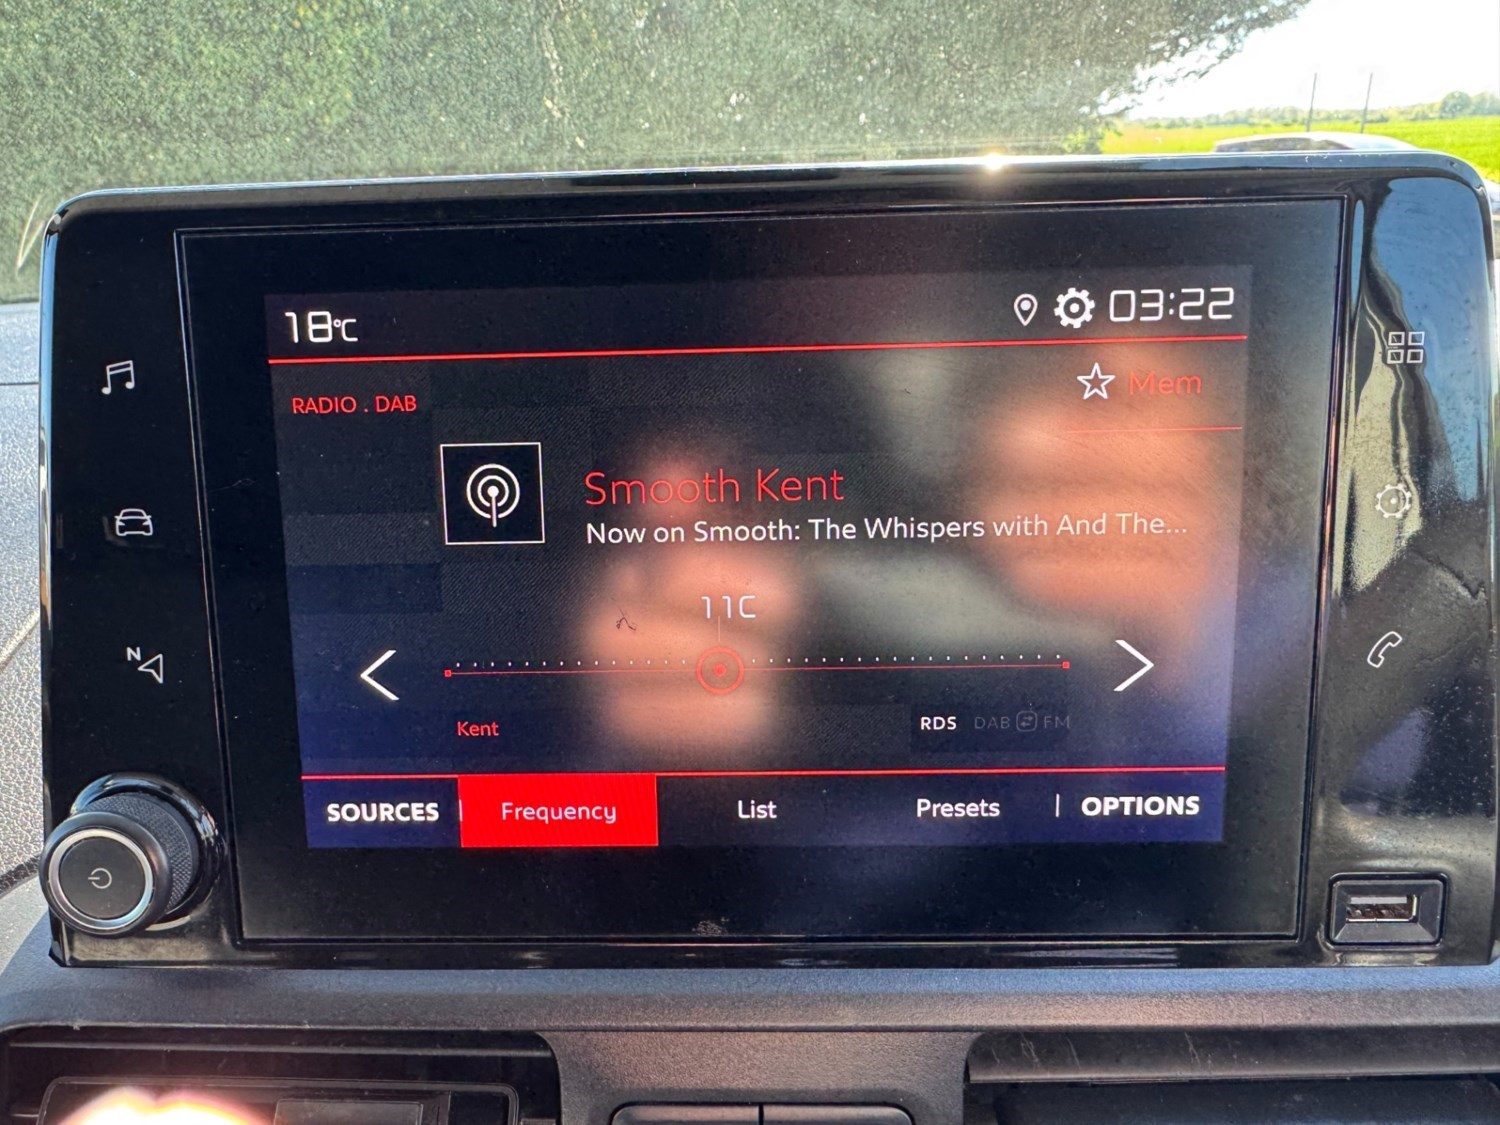 18°C
03:22
RADIO . DAB
Mem
Smooth Kent
Now on Smooth: The Whispers with And The...
11C
N
Kent
RDS DAB FM
SOURCES | Frequency List Presets | OPTIONS